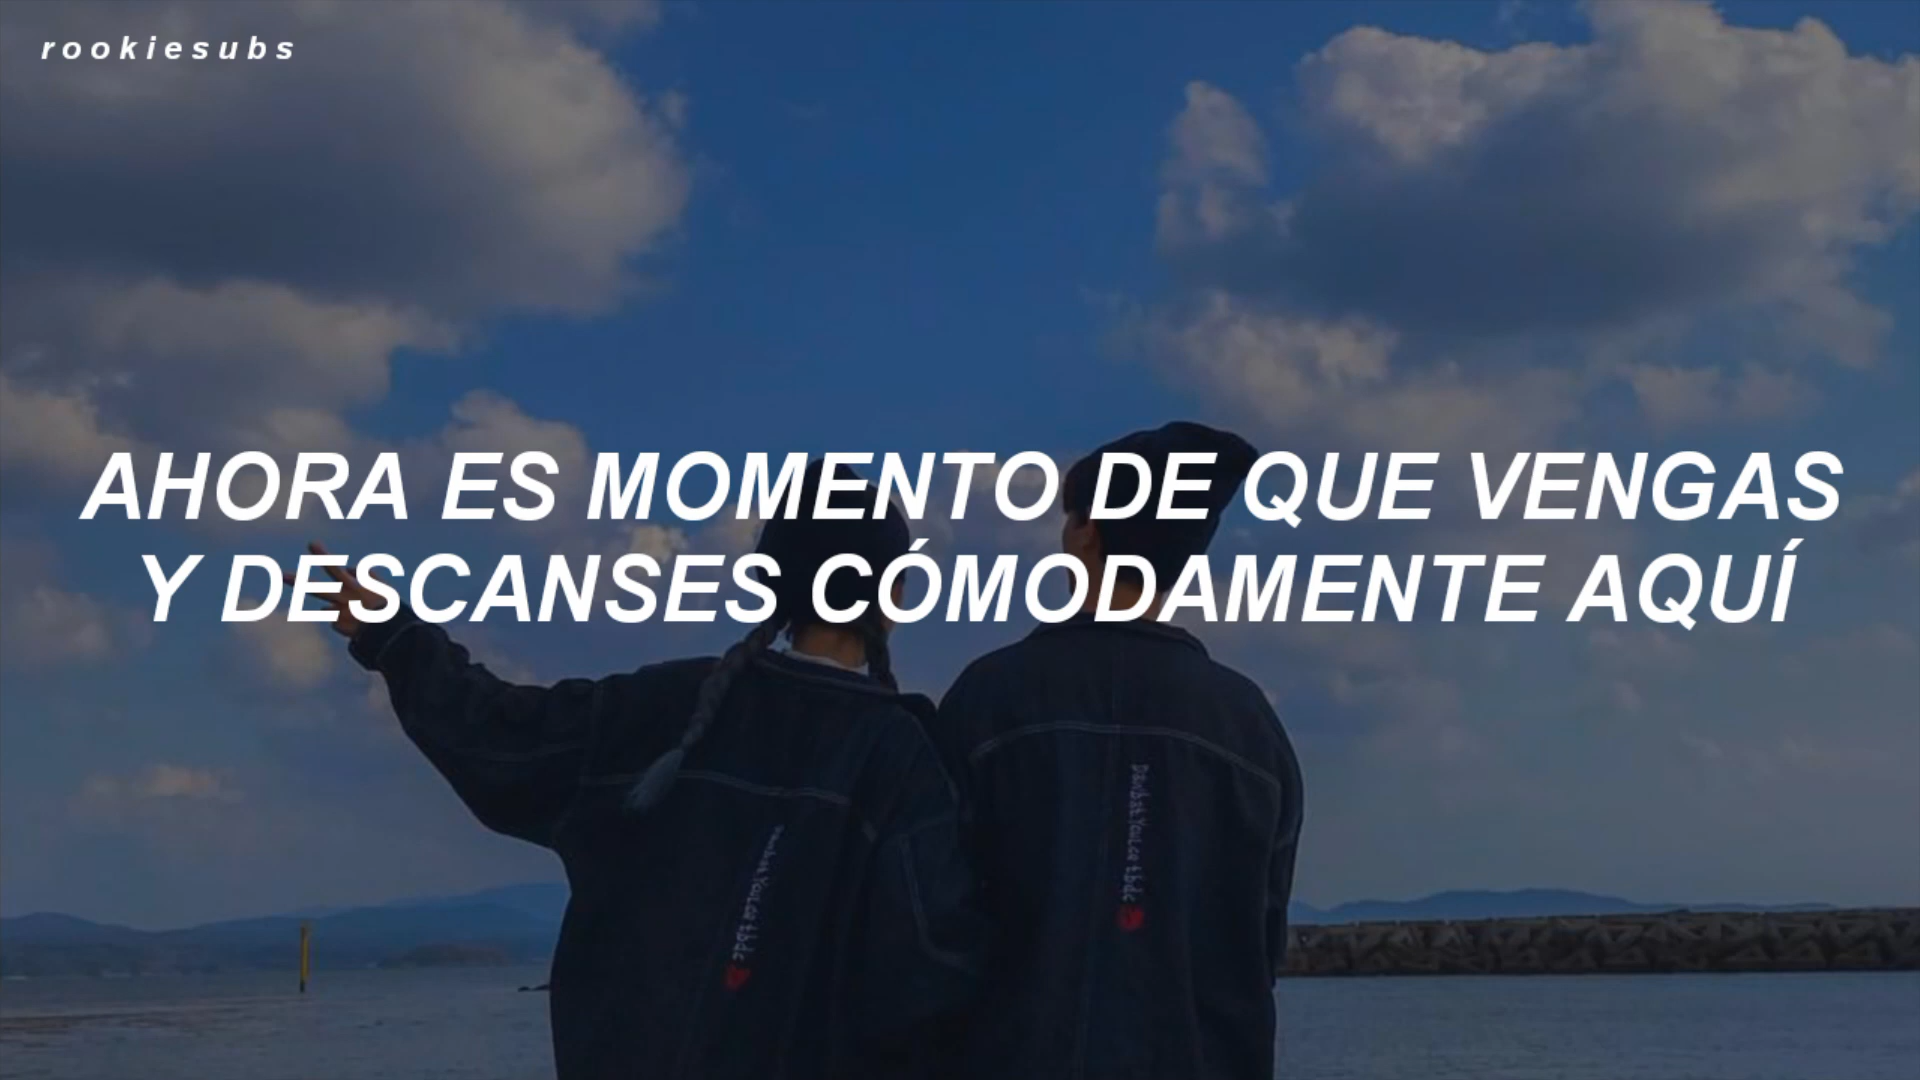 rookiesubs
AHORA ES MOMENTO DE QUE VENGAS
Y DESCANSES CÓMODAMENTE AQUÍ